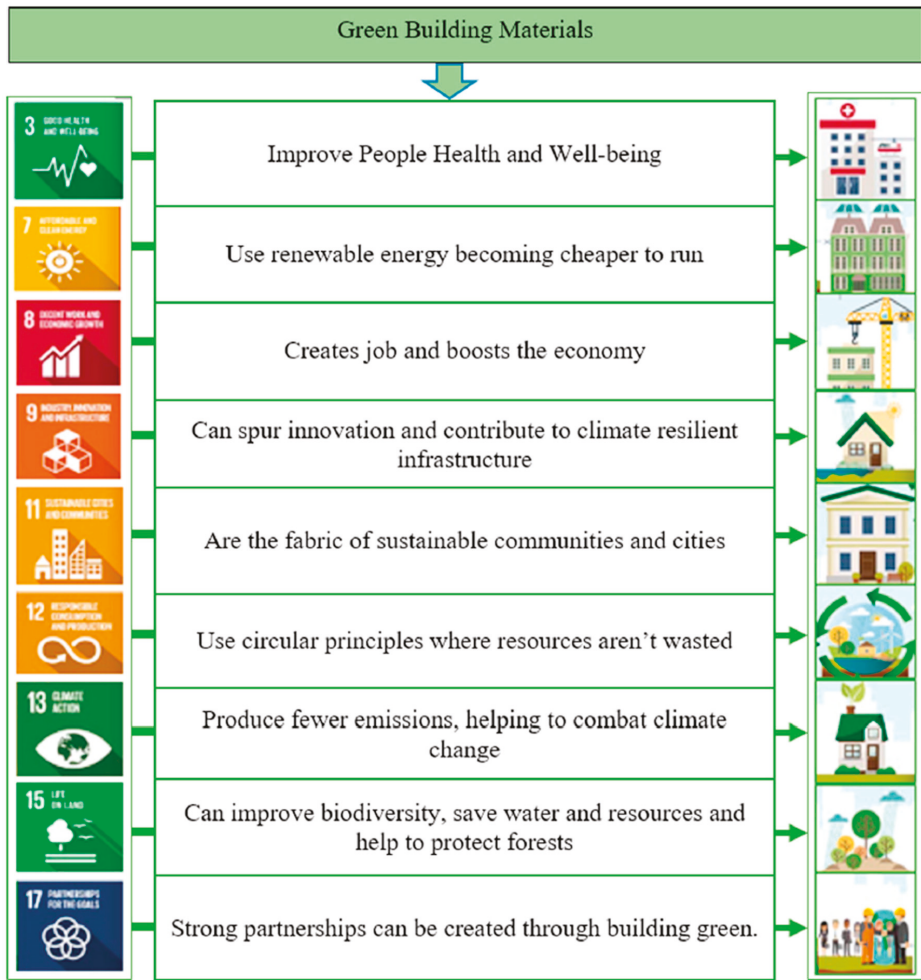 Green Building Materials
3 GOOD HEALTH
AND WELL-BEING
Improve People Health and Well-being
7 AFFORDABLE AND
CLEAN ENERGY
Use renewable energy becoming cheaper to run
8 DECENT WORK AND
ECONOMIC GROWTH
Creates job and boosts the economy
9 INDUSTRY, INNOVATION
AND INFRASTRUCTURE
Can spur innovation and contribute to climate resilient
infrastructure
11 SUSTAINABLE CITIES
AND COMMUNITIES
Are the fabric of sustainable communities and cities
12 RESPONSIBLE
CONSUMPTION
AND PRODUCTION
Use circular principles where resources aren’t wasted
13 CLIMATE
ACTION
Produce fewer emissions, helping to combat climate
change
15 LIFE
ON LAND
Can improve biodiversity, save water and resources and
help to protect forests
17 PARTNERSHIPS
FOR THE GOALS
Strong partnerships can be created through building green.